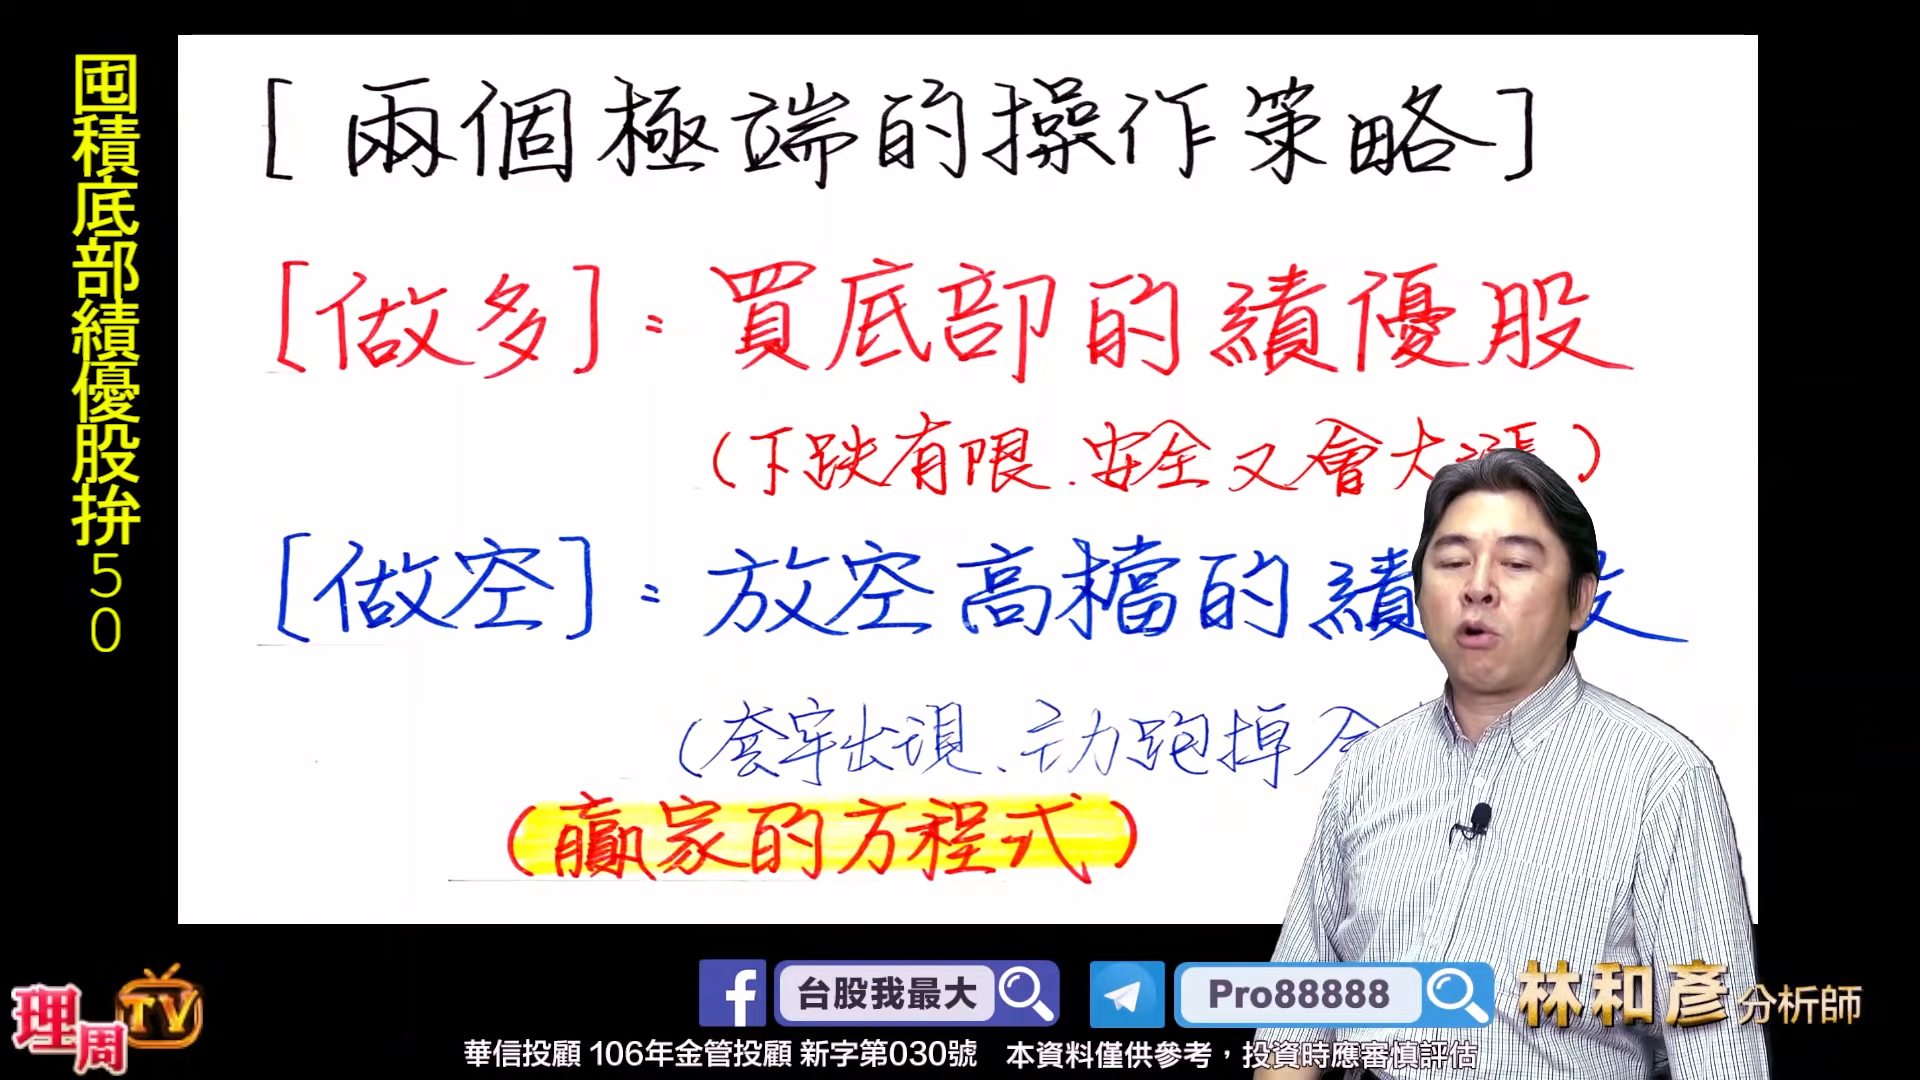 囤積底部績優股拚50
[兩個極端的操作策略]
[做多]:買底部的績優股
(下跌有限、安全又會大漲)
[做空]:放空高檔的績
(套牢出現、主力跑掉
(贏家的方程式)
台股我最大
Pro88888
林和彥分析師
理周TV
華信投顧 106年金管投顧 新字第030號 本資料僅供參考,投資時應審慎評估